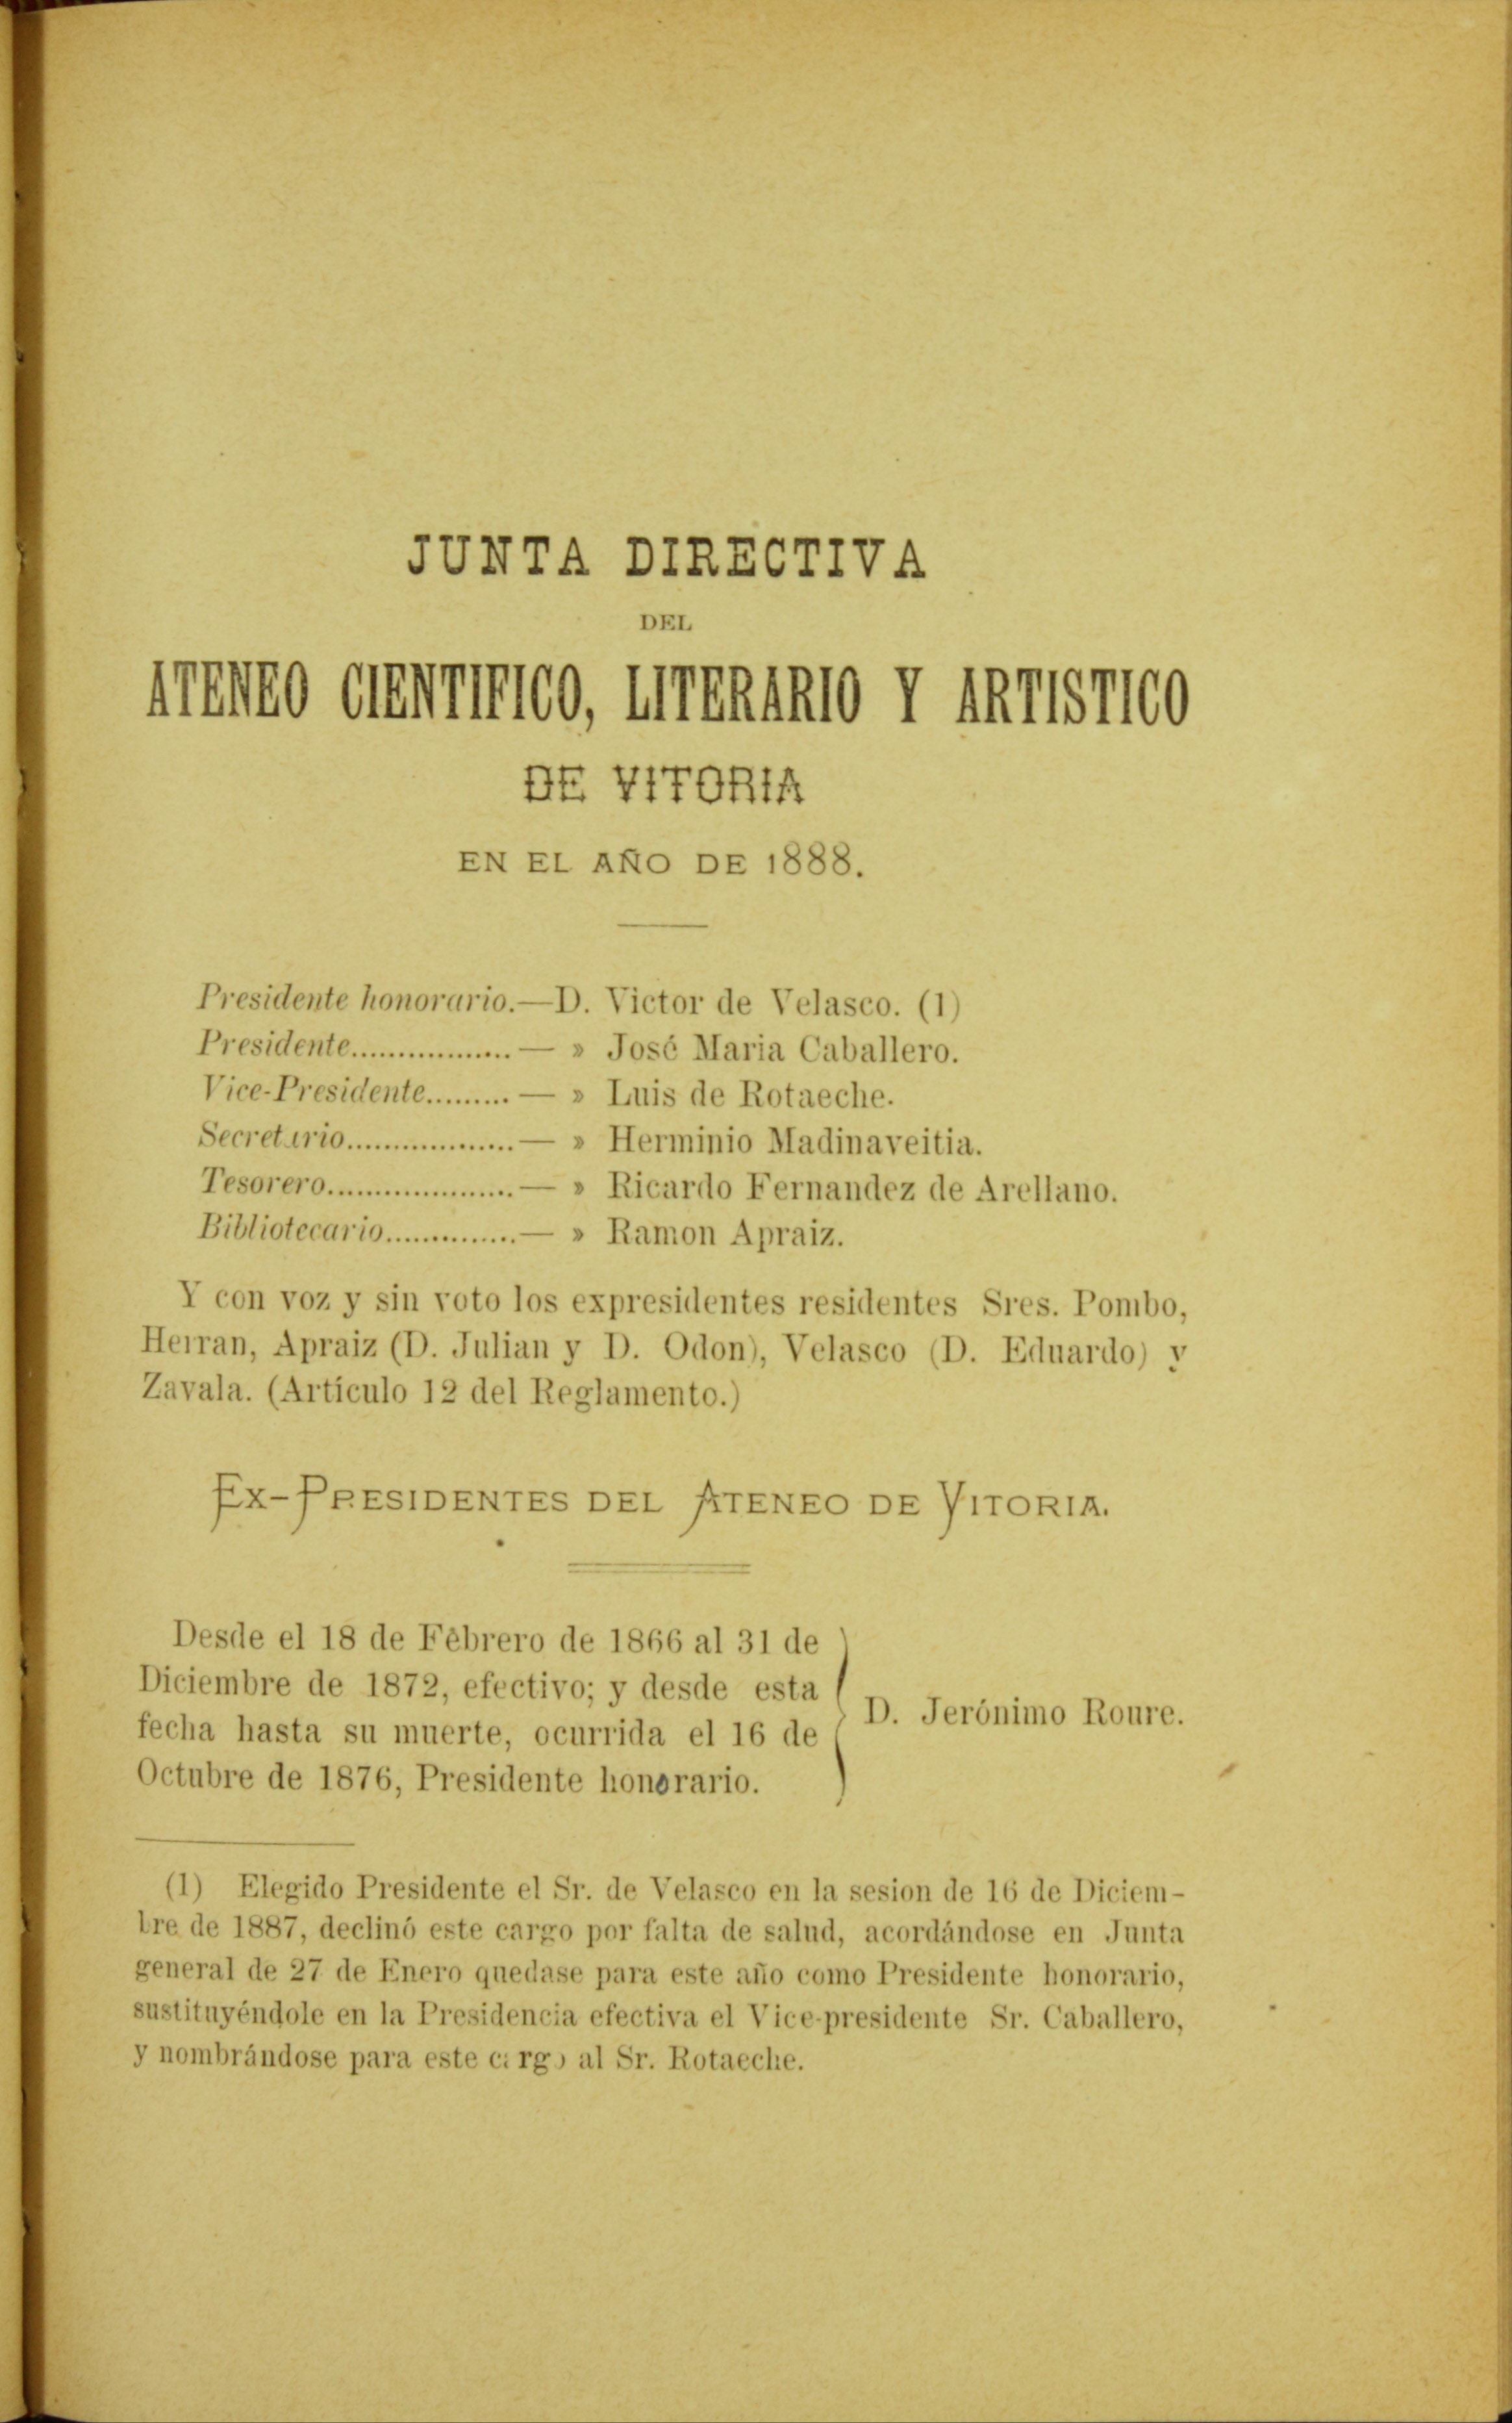 JUNTA DIRECTIVA
DEL
ATENEO CIENTIFICO, LITERARIO Y ARTISTICO
DE VITORIA
EN EL AÑO DE 1888.
Presidente honorario.—D. Victor de Velasco. (1)
Presidente.................— » José Maria Caballero.
Vice-Presidente.........— » Luis de Rotaeche.
Secretario..................— » Herminio Madinaveitia.
Tesorero....................— » Ricardo Fernandez de Arellano.
Bibliotecario..............— » Ramon Apraiz.
Y con voz y sin voto los expresidentes residentes Sres. Pombo,
Herran, Apraiz (D. Julian y D. Odon), Velasco (D. Eduardo) y
Zavala. (Artículo 12 del Reglamento.)
EX-PRESIDENTES DEL ATENEO DE VITORIA.
Desde el 18 de Febrero de 1866 al 31 de
Diciembre de 1872, efectivo; y desde esta
fecha hasta su muerte, ocurrida el 16 de
Octubre de 1876, Presidente honorario.
D. Jerónimo Roure.
(1) Elegido Presidente el Sr. de Velasco en la sesion de 16 de Diciem-
bre de 1887, declinó este cargo por falta de salud, acordándose en Junta
general de 27 de Enero quedase para este año como Presidente honorario,
sustituyéndole en la Presidencia efectiva el Vice-presidente Sr. Caballero,
y nombrándose para este cargo al Sr. Rotaeche.